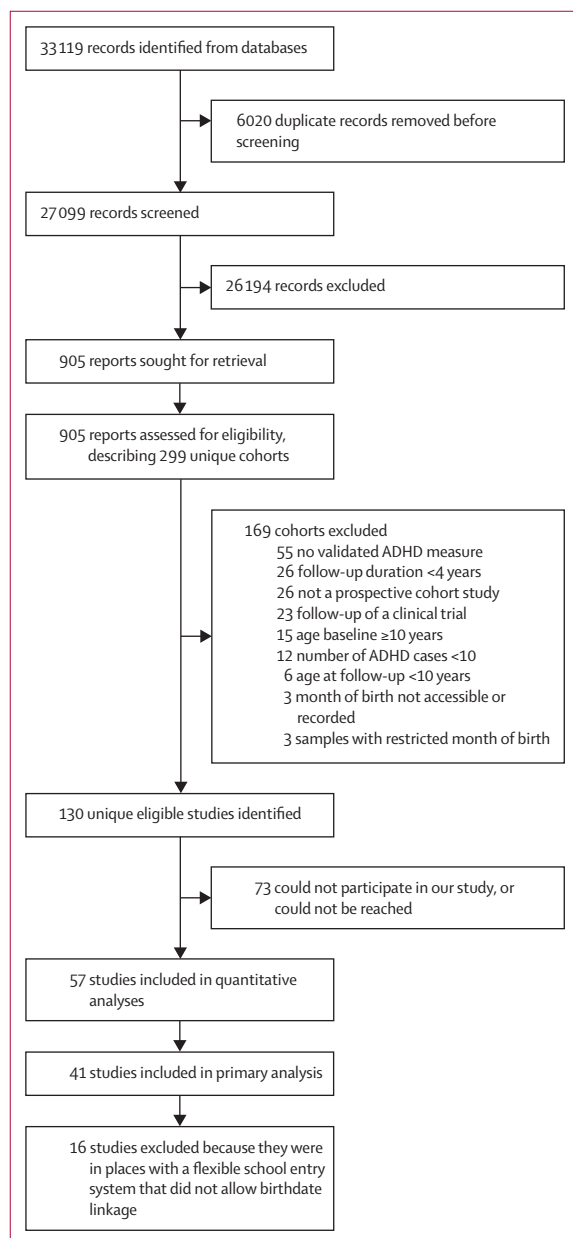 33119 records identified from databases
6020 duplicate records removed before
screening
27099 records screened
26194 records excluded
905 reports sought for retrieval
905 reports assessed for eligibility,
describing 299 unique cohorts
169 cohorts excluded
55 no validated ADHD measure
26 follow-up duration <4 years
26 not a prospective cohort study
23 follow-up of a clinical trial
15 age baseline ≥10 years
12 number of ADHD cases <10
6 age at follow-up <10 years
3 month of birth not accessible or
recorded
3 samples with restricted month of birth
130 unique eligible studies identified
73 could not participate in our study, or
could not be reached
57 studies included in quantitative
analyses
41 studies included in primary analysis
16 studies excluded because they were
in places with a flexible school entry
system that did not allow birthdate
linkage